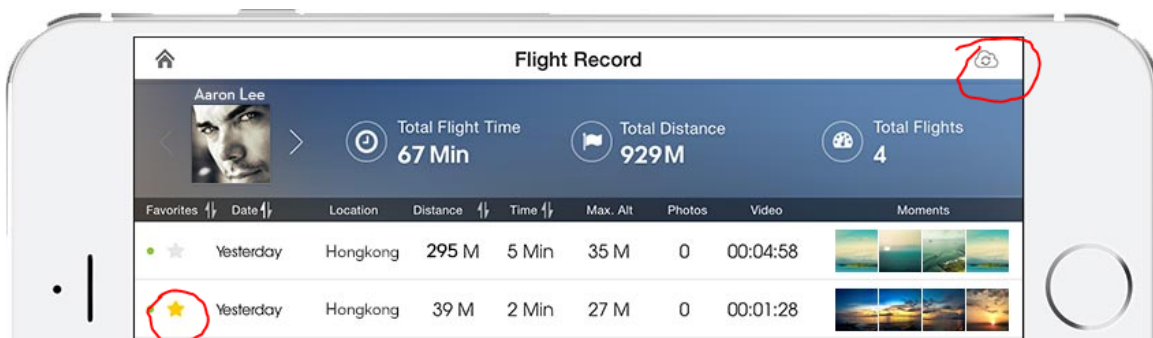 Flight Record
Aaron Lee
Total Flight Time
67 Min
Total Distance
929 M
Total Flights
4
Favorites Date Location Distance Time Max. Alt Photos Video Moments
Yesterday Hongkong 295 M 5 Min 35 M 0 00:04:58
Yesterday Hongkong 39 M 2 Min 27 M 0 00:01:28